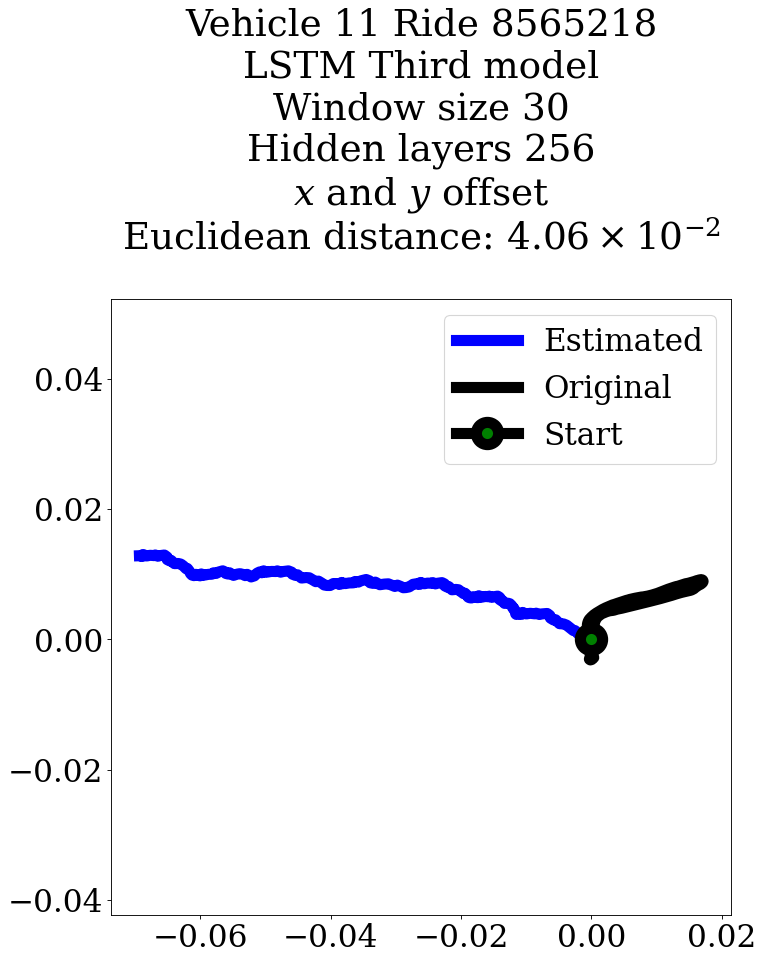 Vehicle 11 Ride 8565218
LSTM Third model
Window size 30
Hidden layers 256
x and y offset
Euclidean distance: 4.06 × 10⁻²
Estimated
Original
Start
0.04
0.02
0.00
−0.02
−0.04
−0.06 −0.04 −0.02 0.00 0.02